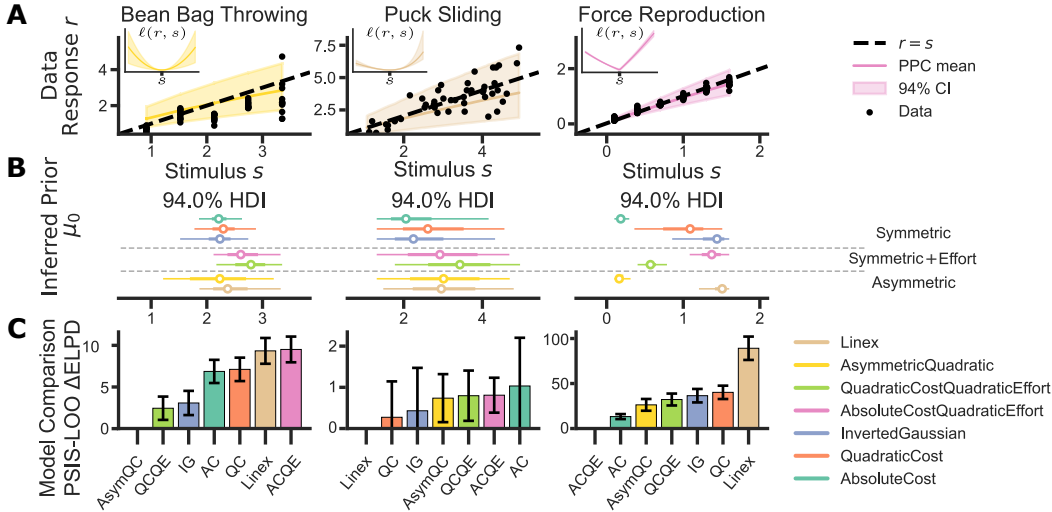 A
Bean Bag Throwing
Puck Sliding
Force Reproduction
Data
Response r
ℓ(r, s)
s
4
2
1
2
3
Stimulus s
ℓ(r, s)
s
7.5
5.0
2.5
2
4
Stimulus s
ℓ(r, s)
s
2
0
0
1
2
Stimulus s
r = s
PPC mean
94% CI
Data
B
Inferred Prior
μ0
94.0% HDI
94.0% HDI
94.0% HDI
Symmetric
Symmetric+Effort
Asymmetric
1
2
3
2
4
0
1
2
C
Model Comparison
PSIS-LOO ΔELPD
10
5
0
AsymQC
QCQE
IG
AC
QC
Linex
ACQE
2
1
0
Linex
QC
IG
AsymQC
QCQE
ACQE
AC
100
50
25
0
ACQE
AC
AsymQC
QCQE
IG
QC
Linex
Linex
AsymmetricQuadratic
QuadraticCostQuadraticEffort
AbsoluteCostQuadraticEffort
InvertedGaussian
QuadraticCost
AbsoluteCost